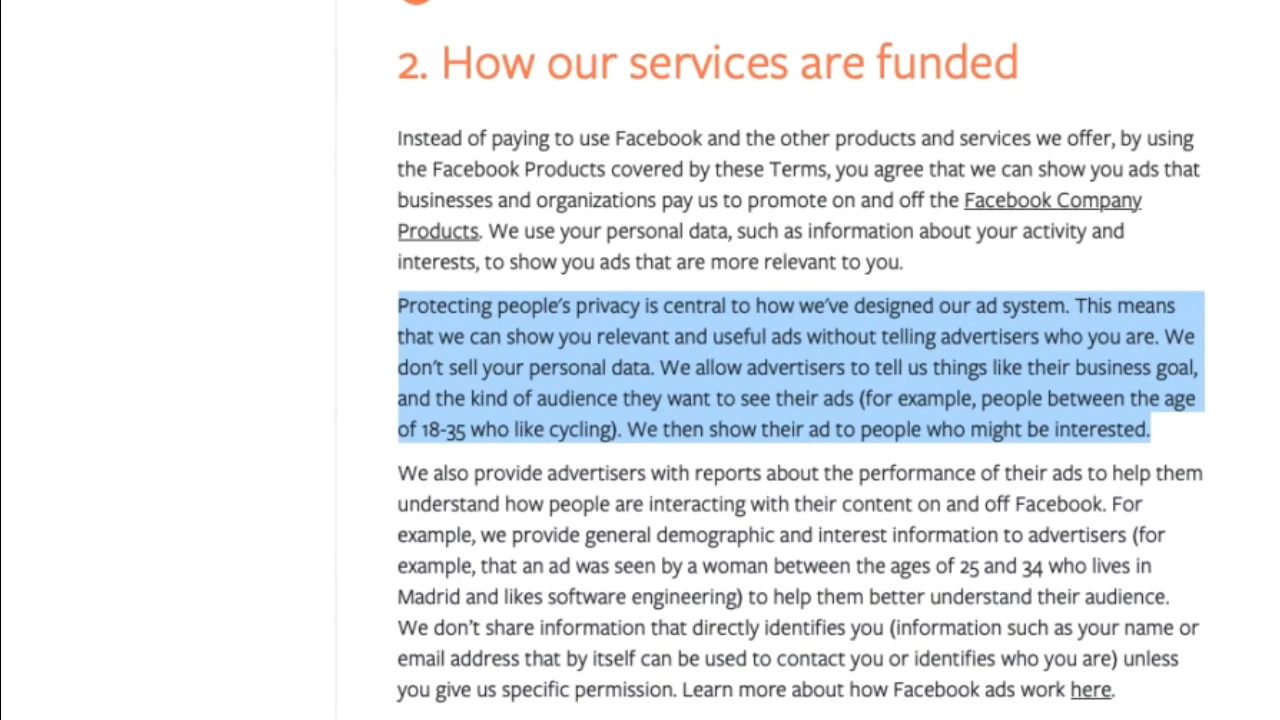 2. How our services are funded
Instead of paying to use Facebook and the other products and services we offer, by using
the Facebook Products covered by these Terms, you agree that we can show you ads that
businesses and organizations pay us to promote on and off the Facebook Company
Products. We use your personal data, such as information about your activity and
interests, to show you ads that are more relevant to you.
Protecting people’s privacy is central to how we’ve designed our ad system. This means
that we can show you relevant and useful ads without telling advertisers who you are. We
don’t sell your personal data. We allow advertisers to tell us things like their business goal,
and the kind of audience they want to see their ads (for example, people between the age
of 18-35 who like cycling). We then show their ad to people who might be interested.
We also provide advertisers with reports about the performance of their ads to help them
understand how people are interacting with their content on and off Facebook. For
example, we provide general demographic and interest information to advertisers (for
example, that an ad was seen by a woman between the ages of 25 and 34 who lives in
Madrid and likes software engineering) to help them better understand their audience.
We don’t share information that directly identifies you (information such as your name or
email address that by itself can be used to contact you or identifies who you are) unless
you give us specific permission. Learn more about how Facebook ads work here.